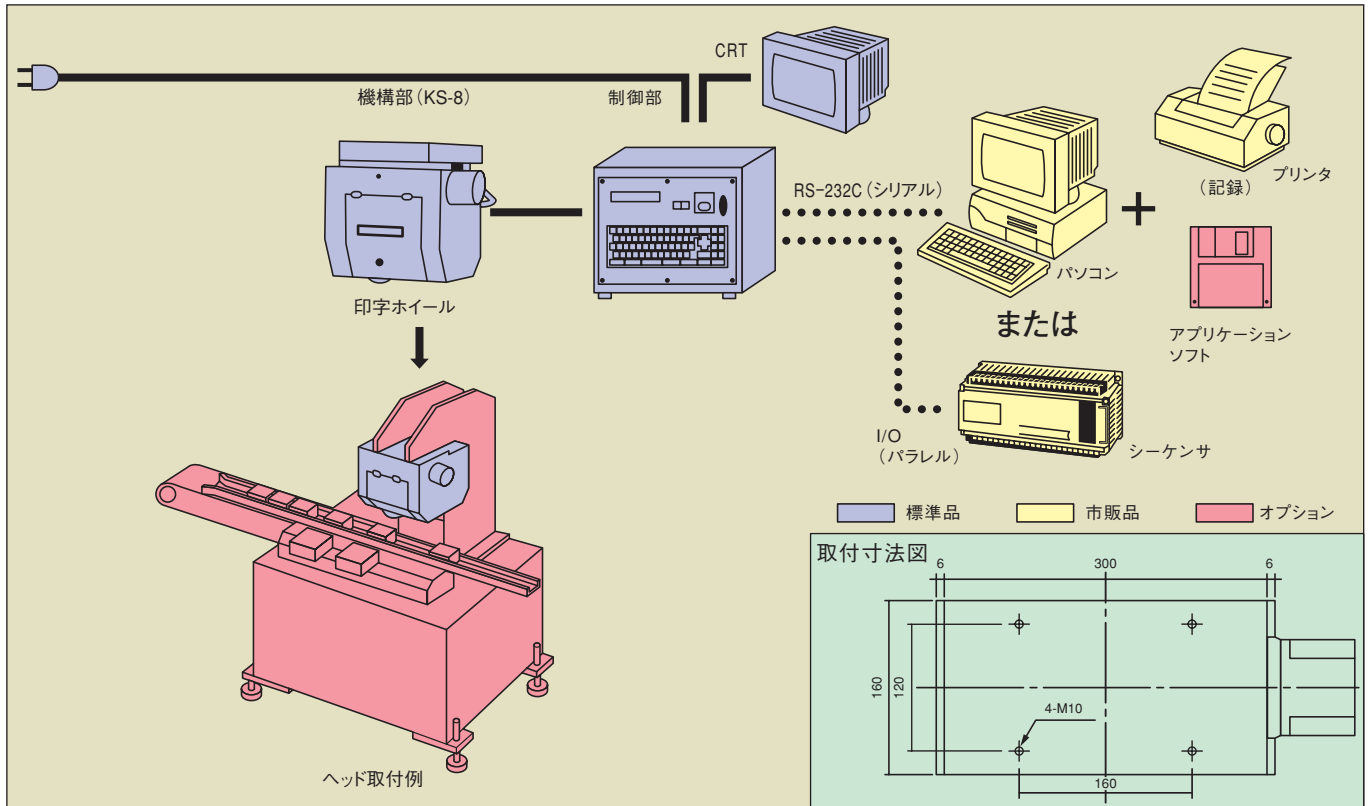 CRT
機構部(KS-8)
制御部
RS-232C(シリアル)
(記録)
プリンタ
パソコン
印字ホイール
または
アプリケーション
ソフト
I/O
(パラレル)
シーケンサ
標準品
市販品
オプション
ヘッド取付例
取付寸法図
6
300
6
160
120
4-M10
160